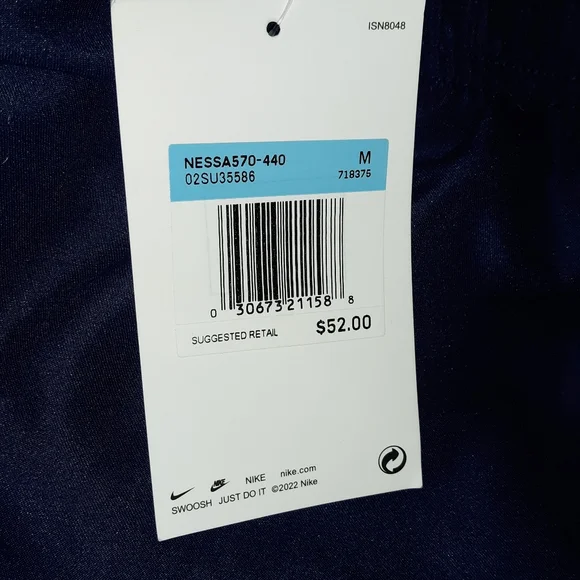 ISN8048
NESSA570-440 M
02SU35586 718376
0 30673 21158 8
SUGGESTED RETAIL $52.00
NIKE nike.com
SWOOSH JUST DO IT ©2022 Nike